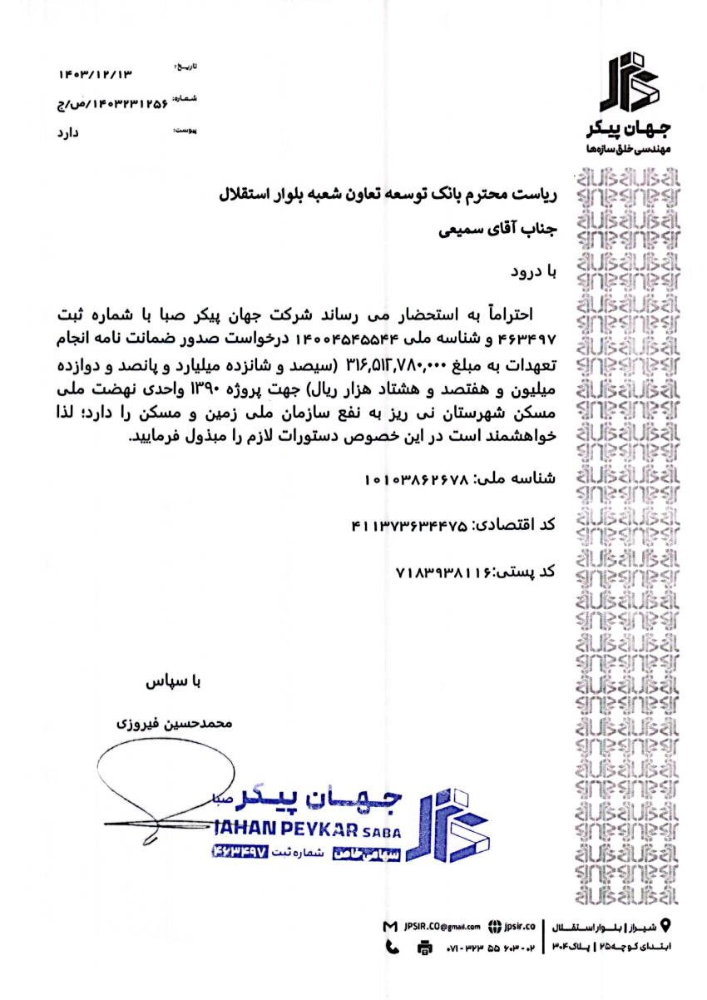 جهان پیکر
مهندسی خلق سازه‌ها
تاریخ: ۱۴۰۳/۱۲/۱۳
شماره: ۱۴۰۳۲۳۱۲۵۶/ض/ج
پیوست: دارد
ریاست محترم بانک توسعه تعاون شعبه بلوار استقلال
جناب آقای سمیعی
با درود
احتراماً به استحضار می رساند شرکت جهان پیکر صبا با شماره ثبت
۴۶۳۴۹۷ و شناسه ملی ۱۴۰۰۴۵۴۵۵۴۴ درخواست صدور ضمانت نامه انجام
تعهدات به مبلغ ۳۱۶,۵۱۲,۷۸۰,۰۰۰ (سیصد و شانزده میلیارد و پانصد و دوازده
میلیون و هفتصد و هشتاد هزار ریال) جهت پروژه ۱۳۹۰ واحدی نهضت ملی
مسکن شهرستان نی ریز به نفع سازمان ملی زمین و مسکن را دارد؛ لذا
خواهشمند است در این خصوص دستورات لازم را مبذول فرمایید.
شناسه ملی: ۱۰۱۰۳۸۶۲۶۷۸
کد اقتصادی: ۴۱۱۳۷۳۶۳۴۴۷۵
کد پستی:۷۱۸۳۹۳۸۱۱۶
با سپاس
محمدحسین فیروزی
جهان پیکر صبا
JAHAN PEYKAR SABA
سهامی خاص شماره ثبت ۴۶۳۴۹۷
شیراز | بلوار استقلال
ابتدای کوچه ۲۵ | پلاک ۳۰۴
jpsir.co JPSIR.CO@gmail.com
۰۷۱-۳۲۳ ۵۵ ۶۰۳-۰۲